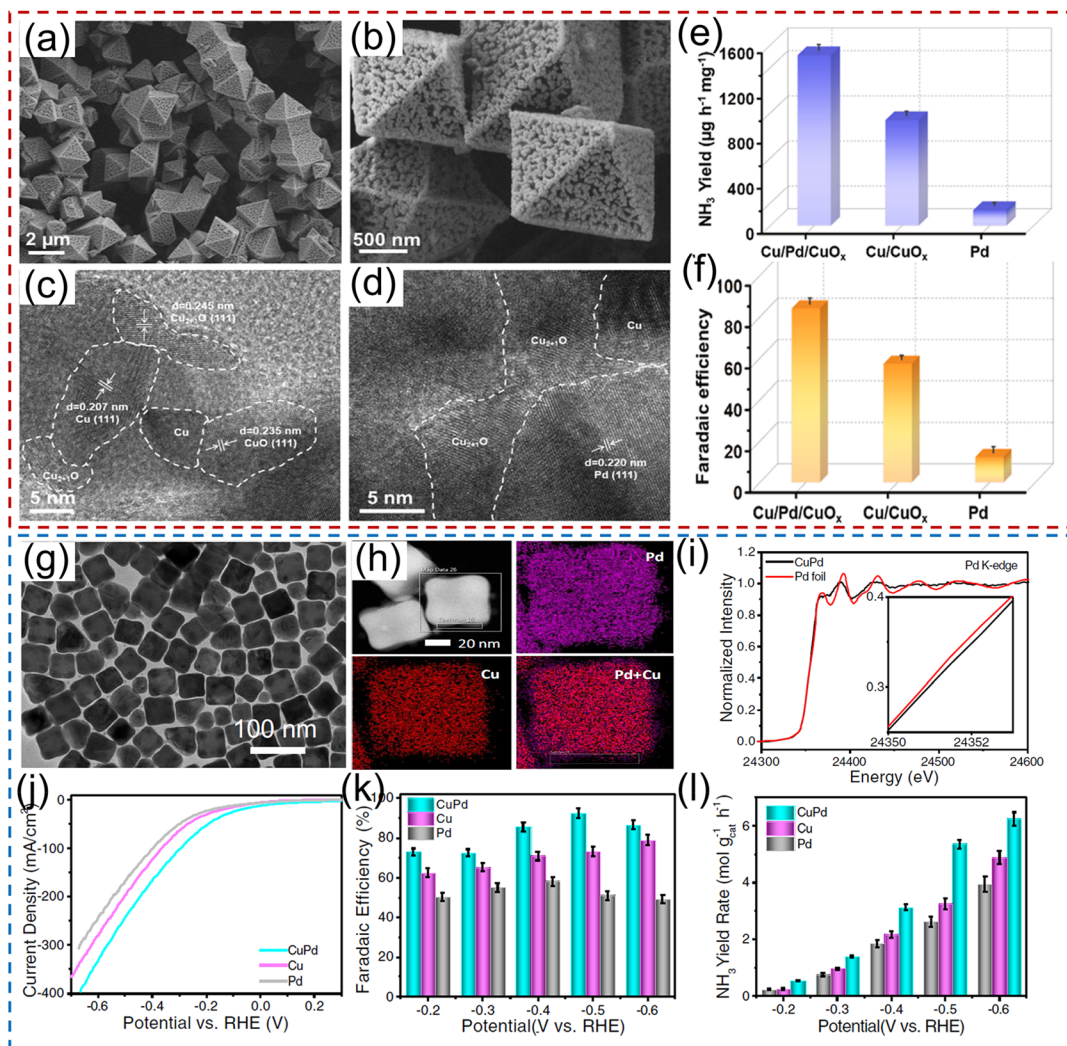 (a)
2 μm
(b)
500 nm
(c)
d=0.245 nm
Cu₂₊₁O (111)
d=0.207 nm
Cu (111)
Cu
d=0.235 nm
CuO (111)
Cu₂₊₁O
5 nm
(d)
Cu
Cu₂₊₁O
Cu₂₊₁O
d=0.220 nm
Pd (111)
5 nm
(e)
NH₃ Yield (μg h⁻¹ mg⁻¹)
1600
1200
800
400
0
Cu/Pd/CuOₓ
Cu/CuOₓ
Pd
(f)
Faradaic efficiency
100
80
60
40
20
0
Cu/Pd/CuOₓ
Cu/CuOₓ
Pd
(g)
100 nm
(h)
Map Data 26
20 nm
Pd
Cu
Pd+Cu
(i)
Normalized Intensity
1.2
1.0
0.8
0.6
0.4
0.2
0.0
CuPd
Pd foil
Pd K-edge
0.4
0.3
24350
24352
24300
24400
24500
24600
Energy (eV)
(j)
Current Density (mA/cm²)
0
-100
-200
-300
-400
CuPd
Cu
Pd
-0.6
-0.4
-0.2
0.0
0.2
Potential vs. RHE (V)
(k)
Faradaic Efficiency (%)
100
80
60
40
20
0
CuPd
Cu
Pd
-0.2
-0.3
-0.4
-0.5
-0.6
Potential(.V vs. RHE)
(l)
NH₃ Yield Rate (mol g⁻¹cat h⁻¹)
6
4
2
0
CuPd
Cu
Pd
-0.2
-0.3
-0.4
-0.5
-0.6
Potential(V vs. RHE)